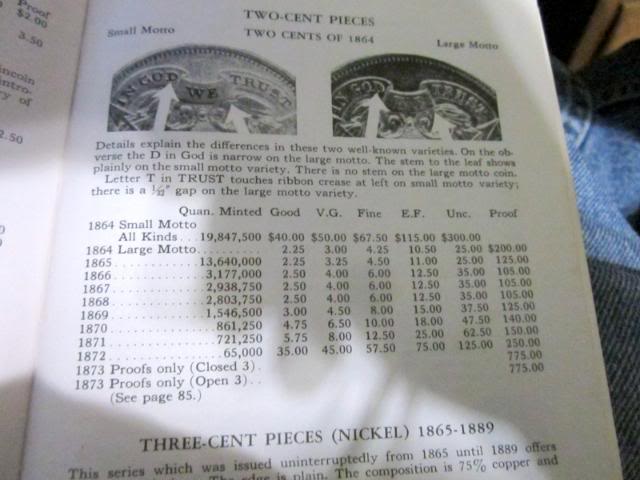 Proof
$2.00
3.50
incoln
intro-
ry of
2.50
TWO-CENT PIECES
Small Motto TWO CENTS OF 1864 Large Motto
IN GOD WE TRUST
IN GOD TRUST
Details explain the differences in these two well-known varieties. On the ob-
verse the D in God is narrow on the large motto. The stem to the leaf shows
plainly on the small motto variety. There is no stem on the large motto coin.
Letter T in TRUST touches ribbon crease at left on small motto variety;
there is a 1/32" gap on the large motto variety.
Quan. Minted Good V.G. Fine E.F. Unc. Proof
1864 Small Motto
All Kinds... 19,847,500 $40.00 $50.00 $67.50 $115.00 $300.00
1864 Large Motto.......... 2.25 3.00 4.25 10.50 25.00 $200.00
1865............ 13,640,000 2.25 3.25 4.50 11.00 25.00 125.00
1866............ 3,177,000 2.50 4.00 6.00 12.50 35.00 105.00
1867............ 2,938,750 2.50 4.00 6.00 12.50 35.00 105.00
1868............ 2,803,750 2.50 4.00 6.00 12.50 35.00 105.00
1869............ 1,546,500 3.00 4.50 8.00 15.00 37.50 125.00
1870............ 861,250 4.75 6.50 10.00 18.00 47.50 140.00
1871............ 721,250 5.75 8.00 12.50 25.00 62.50 150.00
1872............ 65,000 35.00 45.00 57.50 75.00 125.00 250.00
1873 Proofs only (Closed 3). 775.00
1873 Proofs only (Open 3).. 775.00
(See page 85.)
THREE-CENT PIECES (NICKEL) 1865-1889
This series which was issued uninterruptedly from 1865 until 1889 offers
The edge is plain. The composition is 75% copper and